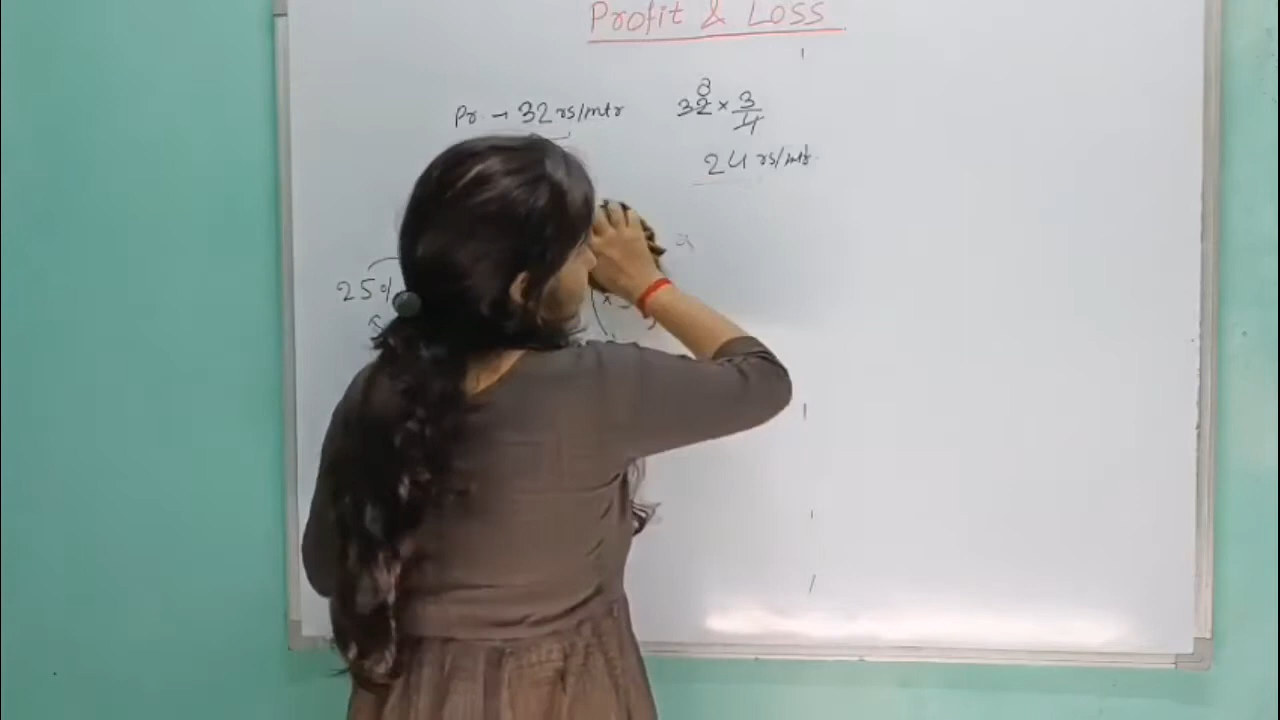 Profit & Loss
Pr. → 32 rs/mtr
32 × 3/4
8
24 rs/mtr.
25%